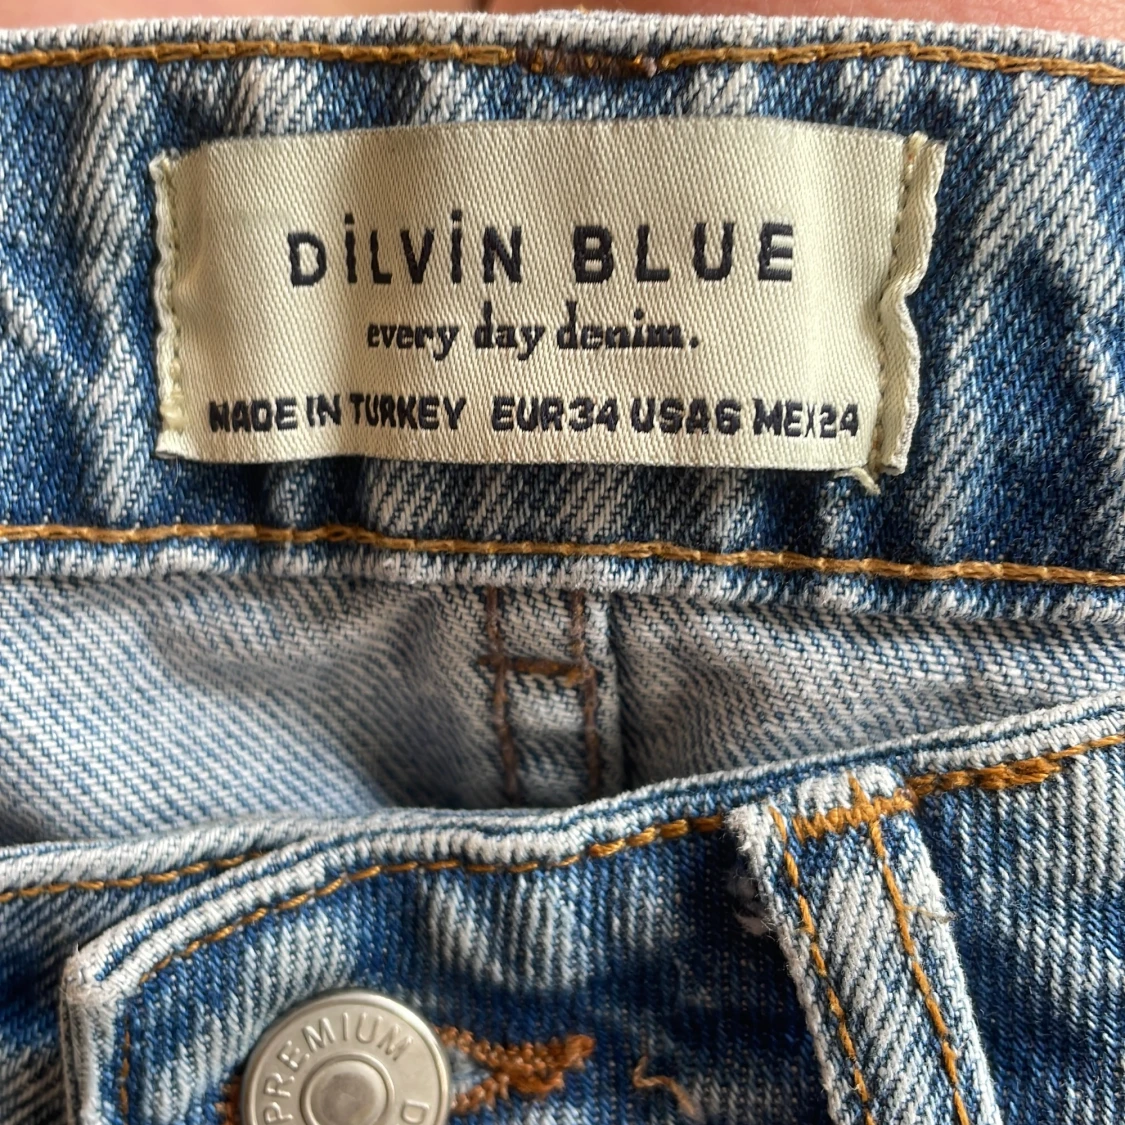 DİLVİN BLUE
every day denim.
MADE IN TURKEY EUR34 USA6 MEX24
PREMIUM D